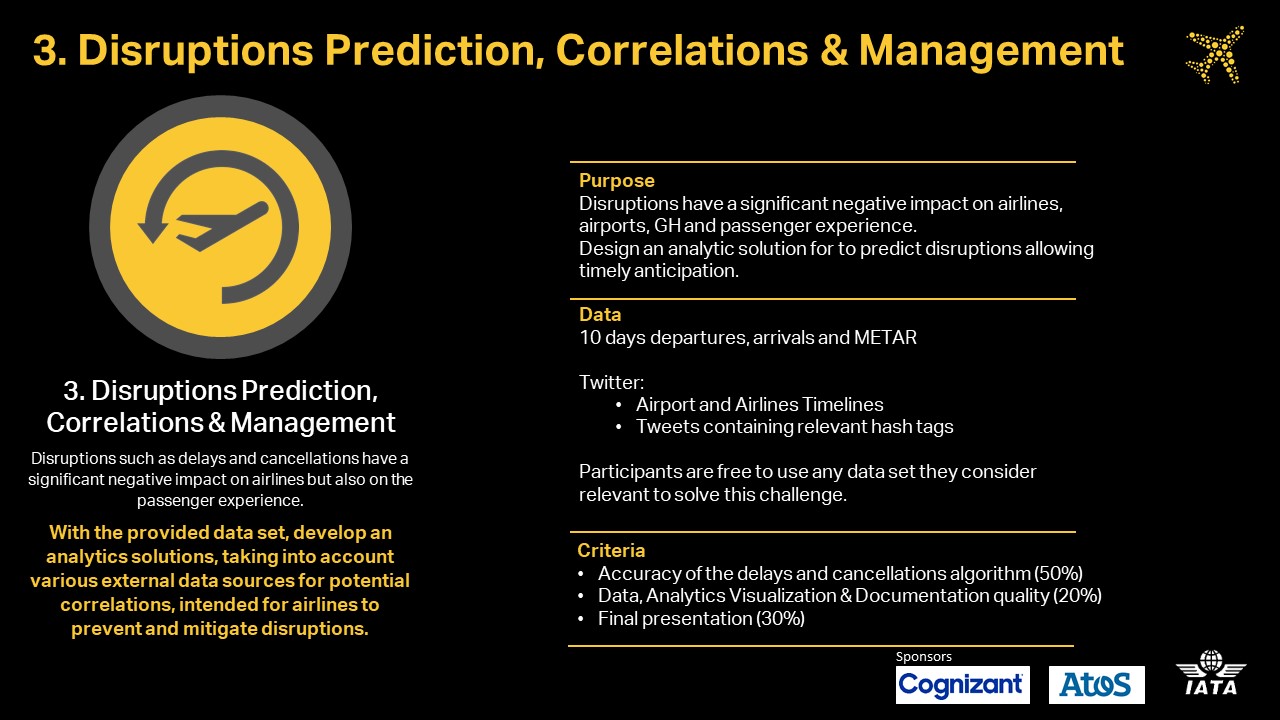 3. Disruptions Prediction, Correlations & Management
3. Disruptions Prediction,
Correlations & Management
Disruptions such as delays and cancellations have a
significant negative impact on airlines but also on the
passenger experience.
With the provided data set, develop an
analytics solutions, taking into account
various external data sources for potential
correlations, intended for airlines to
prevent and mitigate disruptions.
Purpose
Disruptions have a significant negative impact on airlines,
airports, GH and passenger experience.
Design an analytic solution for to predict disruptions allowing
timely anticipation.
Data
10 days departures, arrivals and METAR
Twitter:
• Airport and Airlines Timelines
• Tweets containing relevant hash tags
Participants are free to use any data set they consider
relevant to solve this challenge.
Criteria
• Accuracy of the delays and cancellations algorithm (50%)
• Data, Analytics Visualization & Documentation quality (20%)
• Final presentation (30%)
Sponsors
Cognizant
Atos
IATA